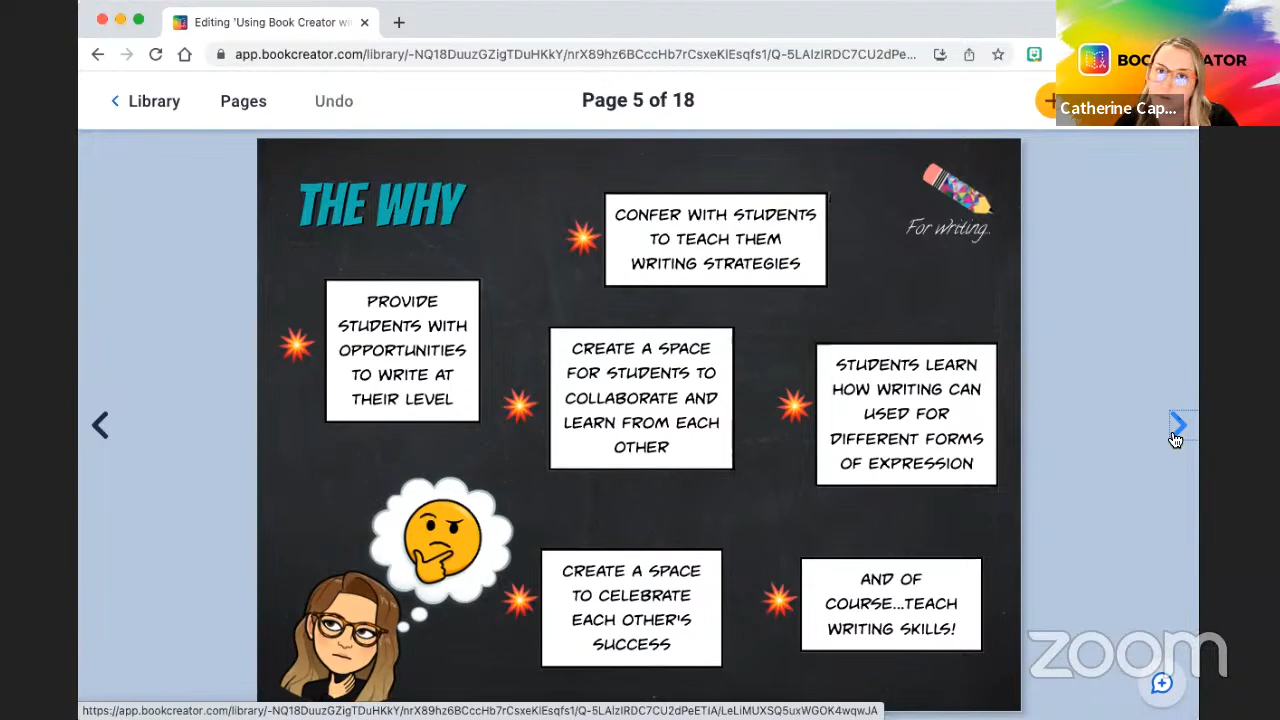 Editing 'Using Book Creator wi
app.bookcreator.com/library/-NQ18DuuzGZigTDuHKkY/nrX89hz6BCccHb7rCsxeKlEsqfs1/Q-5LAlzIRDC7CU2dPe...
BOO
ATOR
Catherine Cap...
Library
Pages
Undo
Page 5 of 18
THE WHY
For writing..
CONFER WITH STUDENTS
TO TEACH THEM
WRITING STRATEGIES
PROVIDE
STUDENTS WITH
OPPORTUNITIES
TO WRITE AT
THEIR LEVEL
CREATE A SPACE
FOR STUDENTS TO
COLLABORATE AND
LEARN FROM EACH
OTHER
STUDENTS LEARN
HOW WRITING CAN
USED FOR
DIFFERENT FORMS
OF EXPRESSION
CREATE A SPACE
TO CELEBRATE
EACH OTHER'S
SUCCESS
AND OF
COURSE...TEACH
WRITING SKILLS!
zoom
https://app.bookcreator.com/library/-NQ18DuuzGZigTDuHKkY/nrX89hz6BCccHb7rCsxeKlEsqfs1/Q-5LAlzIRDC7CU2dPeETiA/LeLiMUXSQ5uxWGOK4wqwJA